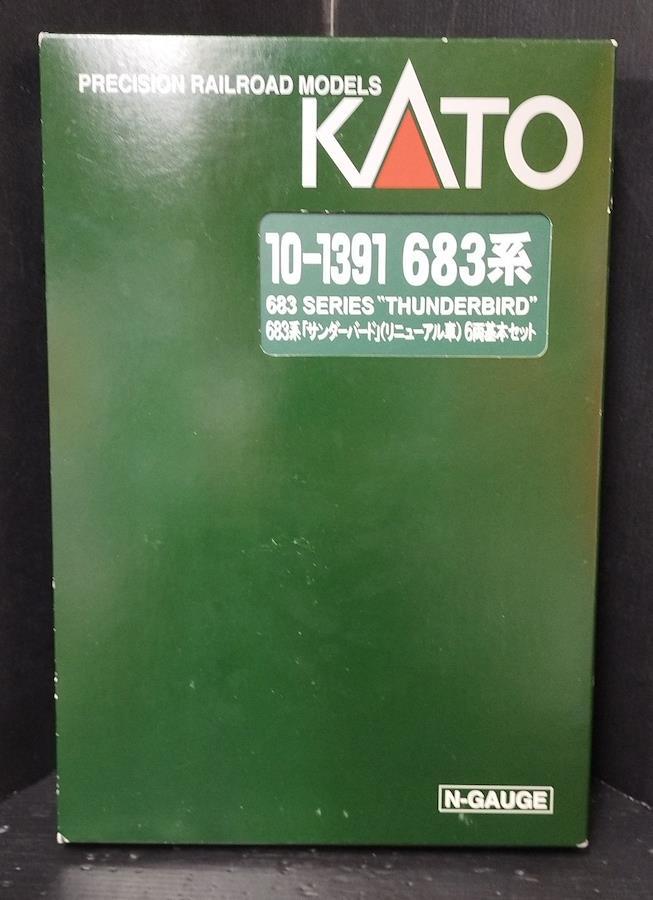 PRECISION RAILROAD MODELS
KATO
10-1391 683系
683 SERIES "THUNDERBIRD"
683系「サンダーバード」(リニューアル車) 6両基本セット
N-GAUGE